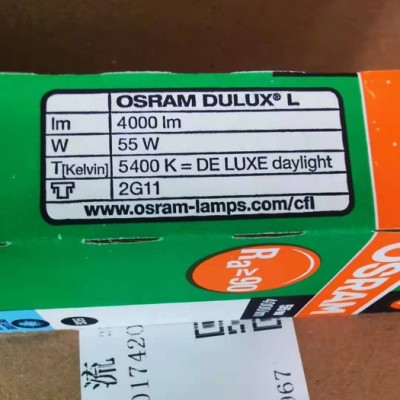 OSRAM DULUX® L
lm 4000 lm
W 55 W
T[Kelvin] 5400 K = DE LUXE daylight
2G11
www.osram-lamps.com/cfl
Ra≥90
OSRAM
流
017420
067